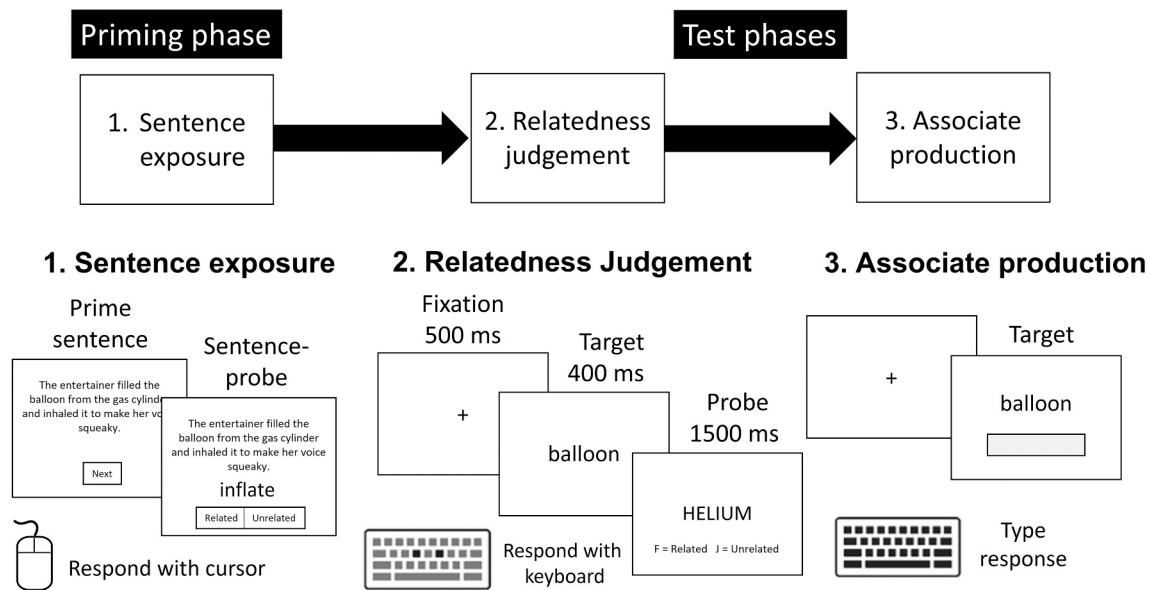 Priming phase
Test phases
1. Sentence
exposure
2. Relatedness
judgement
3. Associate
production
1. Sentence exposure
2. Relatedness Judgement
3. Associate production
Prime
sentence
The entertainer filled the
balloon from the gas cylinder
and inhaled it to make her vo
squeaky.
Next
Sentence-
probe
The entertainer filled the
balloon from the gas cylinder
and inhaled it to make her voice
squeaky.
inflate
Related Unrelated
Respond with cursor
Fixation
500 ms
+
Target
400 ms
balloon
Probe
1500 ms
HELIUM
F = Related J = Unrelated
Respond with
keyboard
+
Target
balloon
Type
response